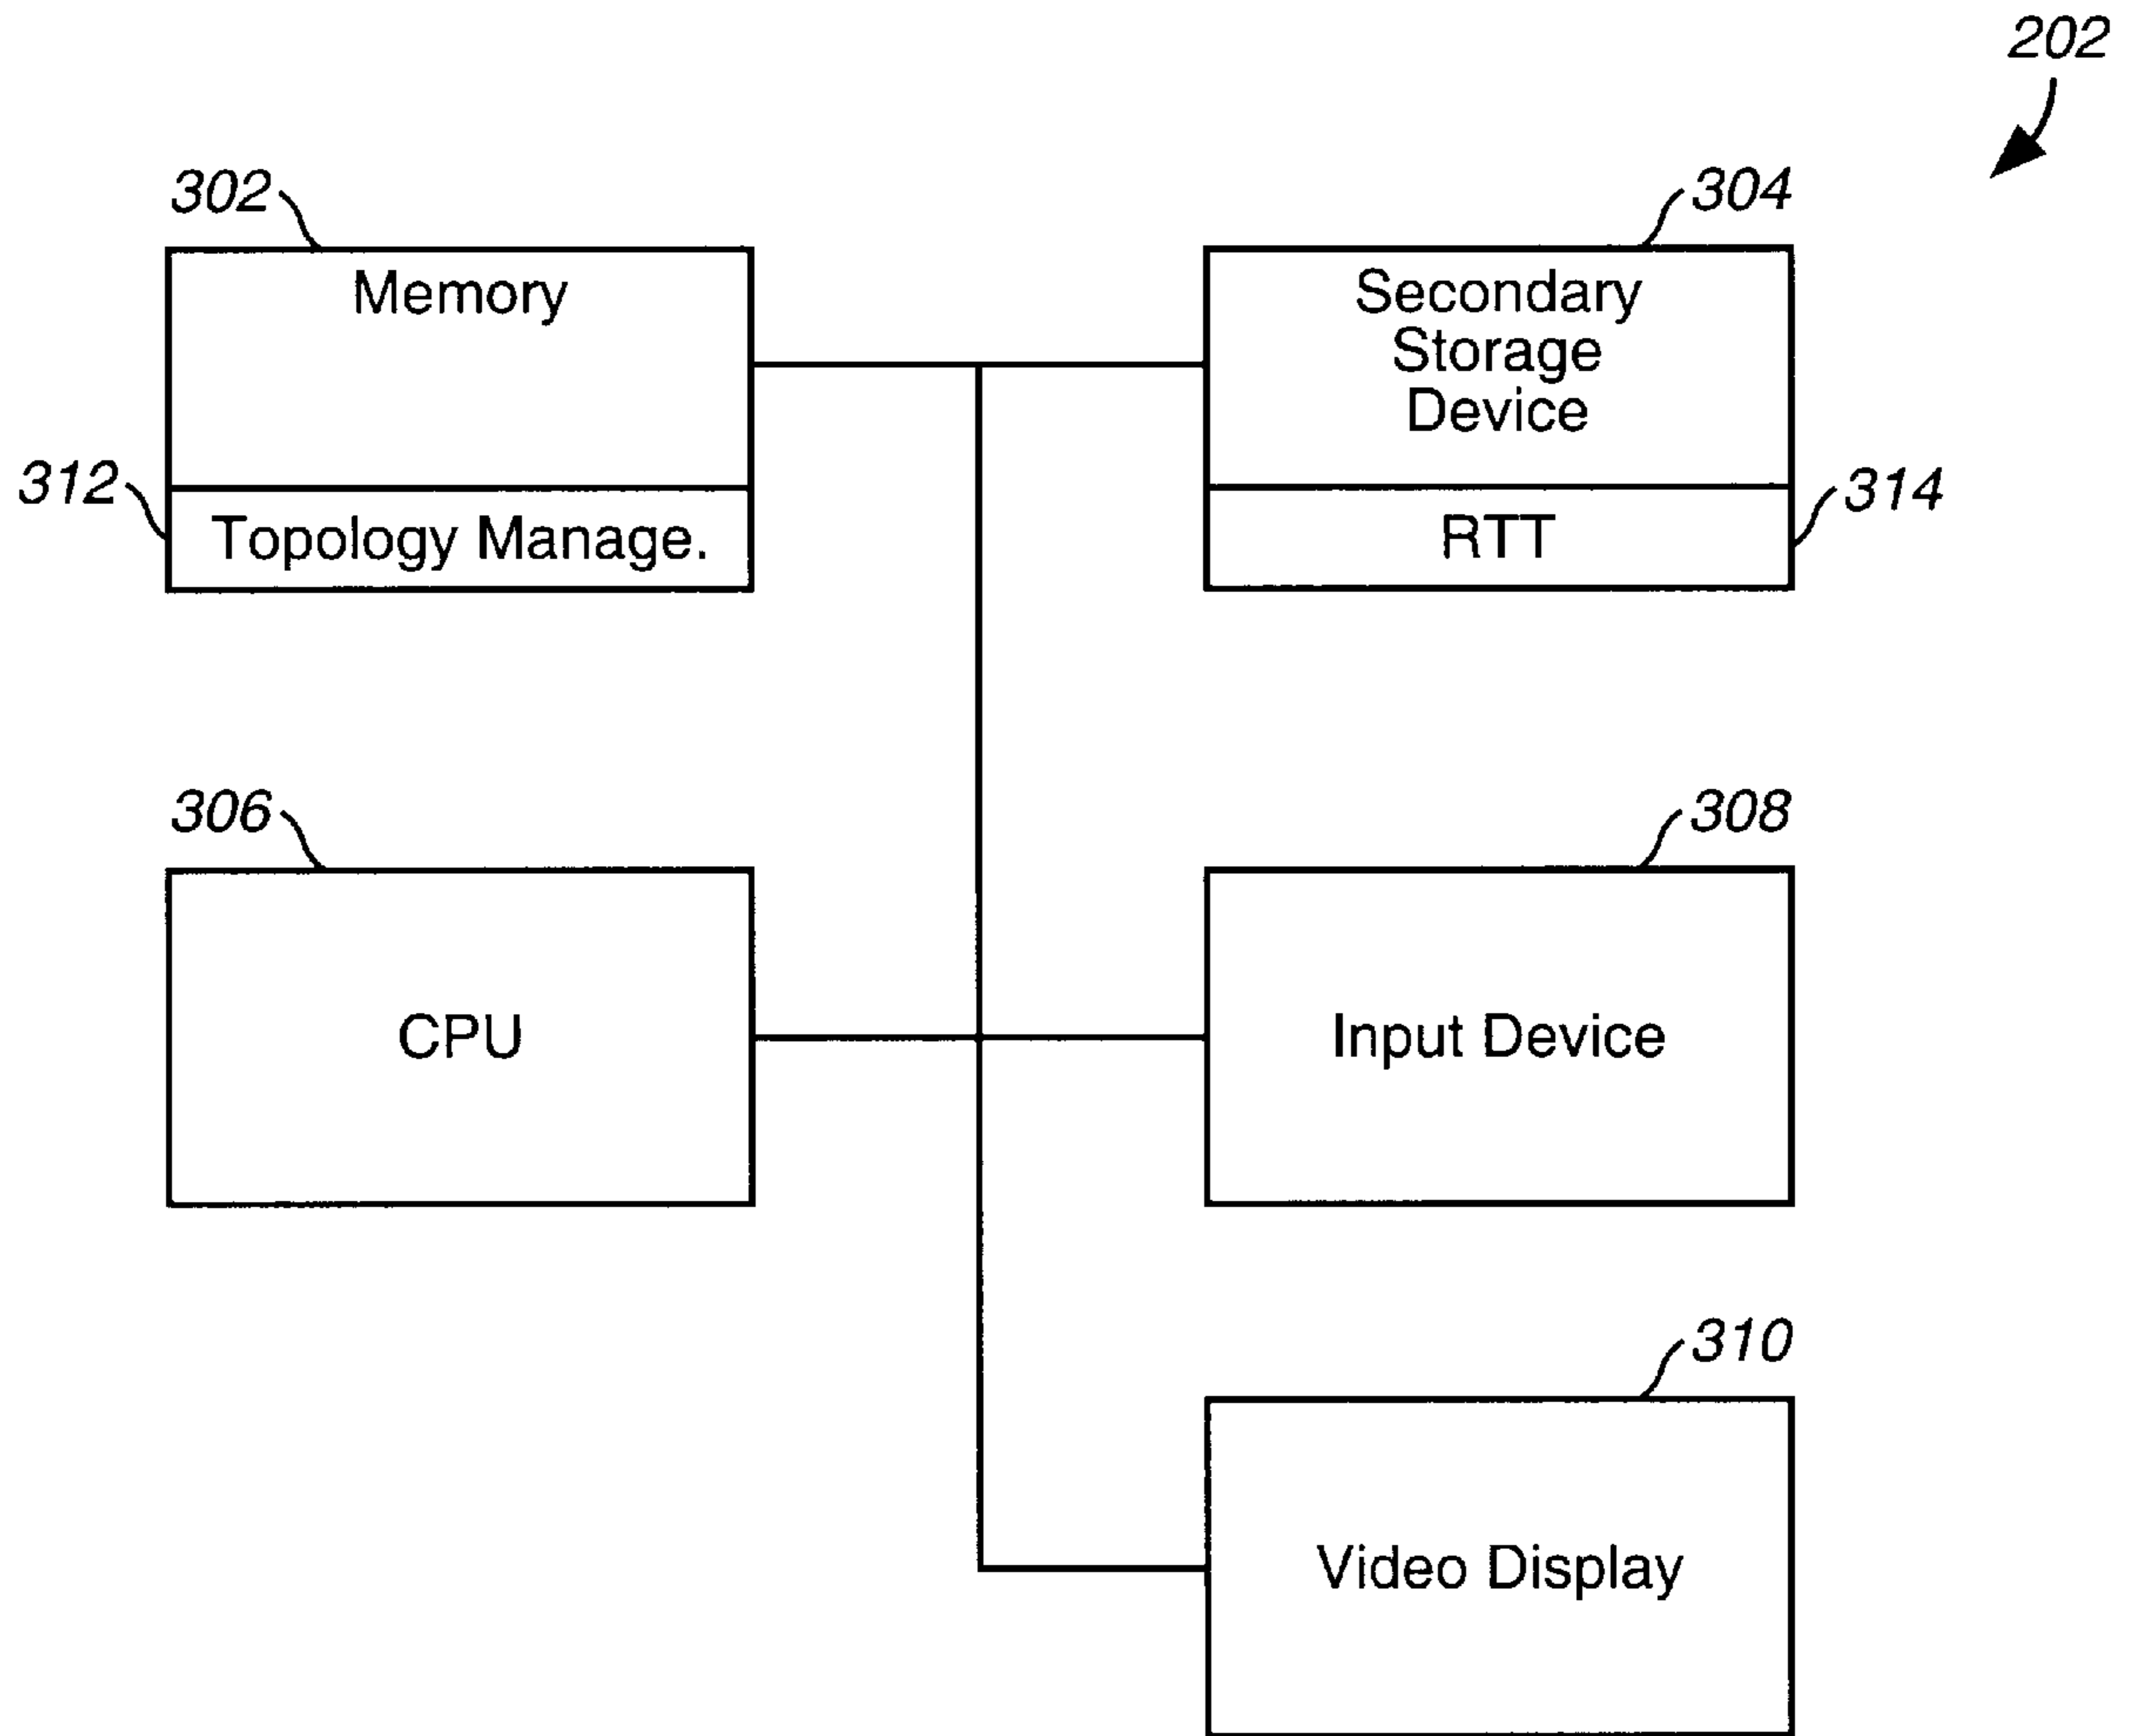 202
302
304
Memory
Secondary
Storage
Device
312
314
Topology Manage.
RTT
306
308
CPU
Input Device
310
Video Display